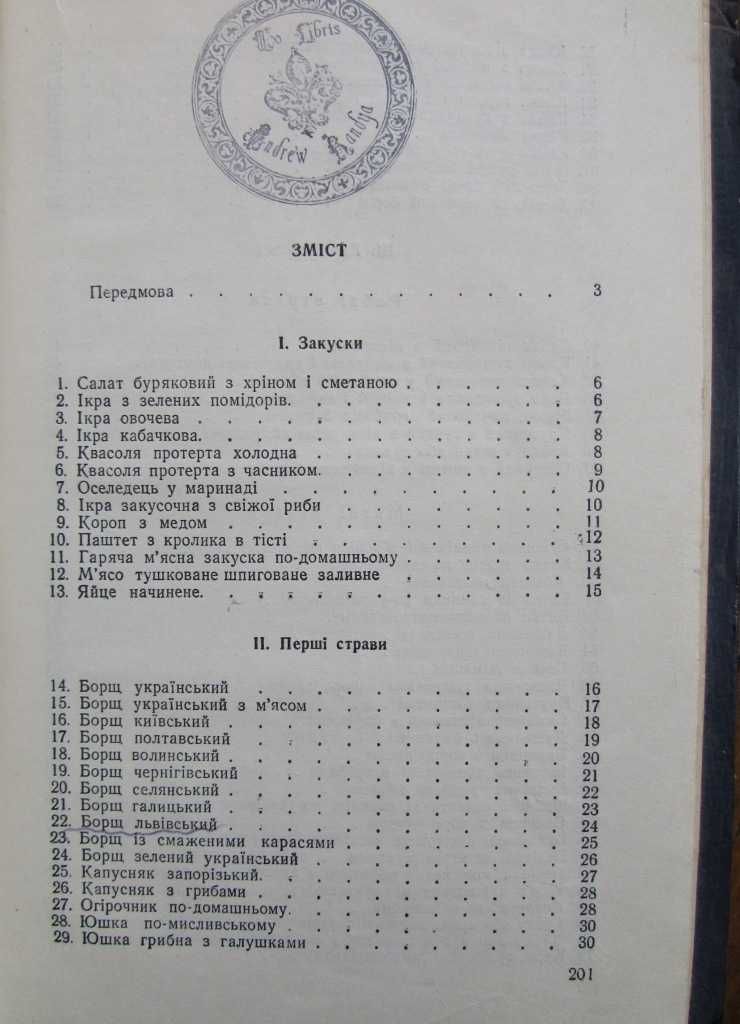 Ex Libris
Andrew Kandya
ЗМІСТ
Передмова . . . . . . . . . . . . . 3
I. Закуски
1. Салат буряковий з хріном і сметаною . . . . . . 6
2. Ікра з зелених помідорів. . . . . . . . . . 6
3. Ікра овочева . . . . . . . . . . . . . 7
4. Ікра кабачкова. . . . . . . . . . . . . 8
5. Квасоля протерта холодна . . . . . . . . . 8
6. Квасоля протерта з часником. . . . . . . . . 9
7. Оселедець у маринаді . . . . . . . . . . . 10
8. Ікра закусочна з свіжої риби . . . . . . . . 10
9. Короп з медом . . . . . . . . . . . . 11
10. Паштет з кролика в тісті . . . . . . . . . 12
11. Гаряча м'ясна закуска по-домашньому . . . . . . 13
12. М'ясо тушковане шпиговане заливне . . . . . . 14
13. Яйце начинене. . . . . . . . . . . . . 15
II. Перші страви
14. Борщ український . . . . . . . . . . . 16
15. Борщ український з м'ясом . . . . . . . . . 17
16. Борщ київський . . . . . . . . . . . . 18
17. Борщ полтавський . . . . . . . . . . . 19
18. Борщ волинський . . . . . . . . . . . . 20
19. Борщ чернігівський . . . . . . . . . . . 21
20. Борщ селянський . . . . . . . . . . . . 22
21. Борщ галицький . . . . . . . . . . . . 23
22. Борщ львівський . . . . . . . . . . . . 24
23. Борщ із смаженими карасями . . . . . . . . 25
24. Борщ зелений український . . . . . . . . . 26
25. Капусняк запорізький. . . . . . . . . . . 27
26. Капусняк з грибами . . . . . . . . . . . 28
27. Огірочник по-домашньому. . . . . . . . . . 28
28. Юшка по-мисливському . . . . . . . . . . 30
29. Юшка грибна з галушками . . . . . . . . . 30
201